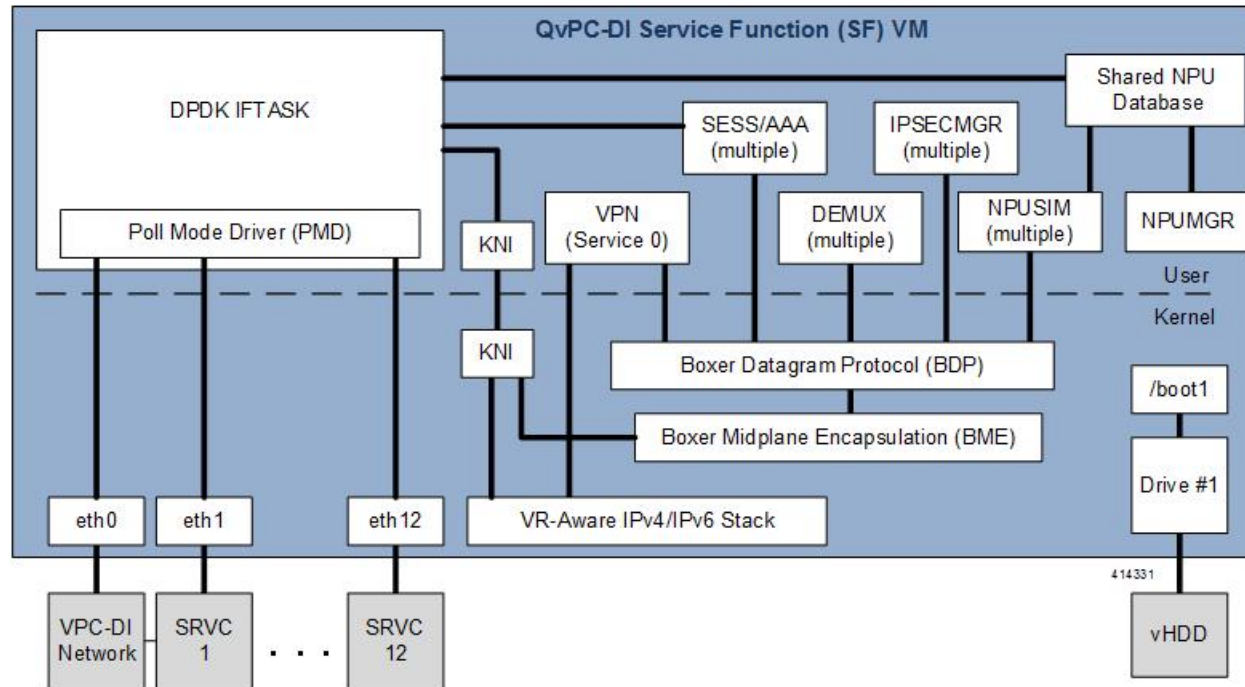 QvPC-DI Service Function (SF) VM
DPDK IFTASK
Shared NPU
Database
SESS/AAA
(multiple)
IPSECMGR
(multiple)
Poll Mode Driver (PMD)
KNI
VPN
(Service 0)
DEMUX
(multiple)
NPUSIM
(multiple)
NPUMGR
User
Kernel
KNI
Boxer Datagram Protocol (BDP)
/boot1
Boxer Midplane Encapsulation (BME)
Drive #1
eth0
eth1
eth12
VR-Aware IPv4/IPv6 Stack
414331
VPC-DI
Network
SRVC
1
. . .
SRVC
12
vHDD